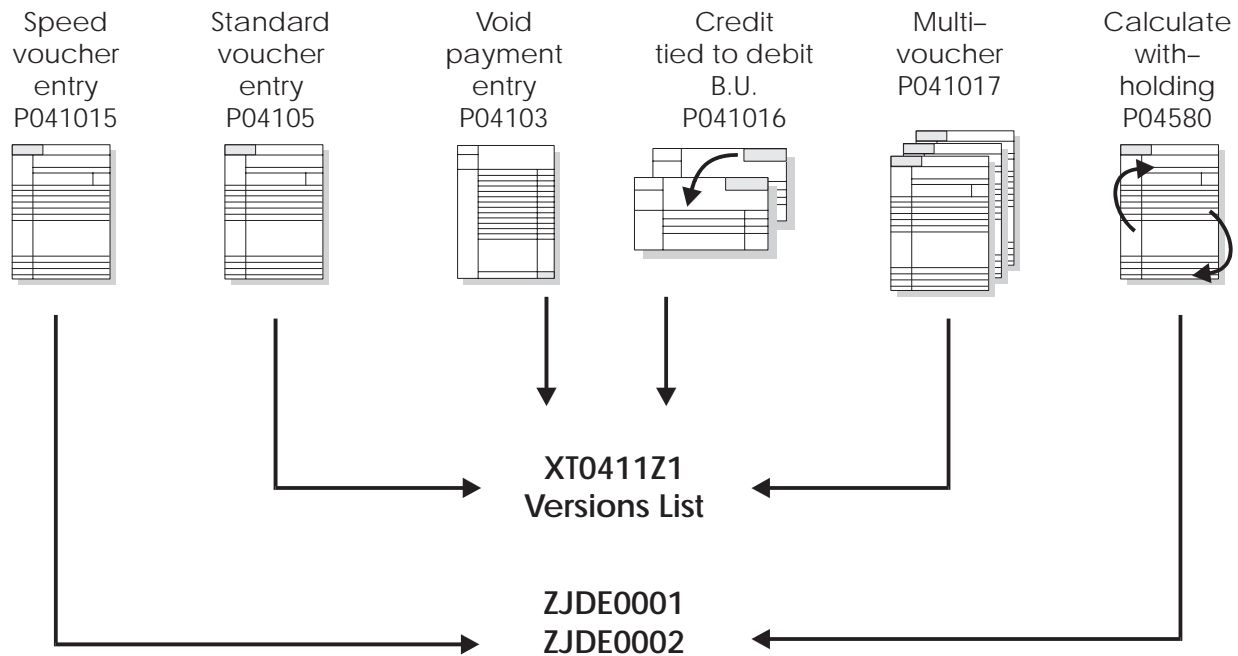 Speed
voucher
entry
P041015
Standard
voucher
entry
P04105
Void
payment
entry
P04103
Credit
tied to debit
B.U.
P041016
Multi–
voucher
P041017
Calculate
with–
holding
P04580
XT0411Z1
Versions List
ZJDE0001
ZJDE0002